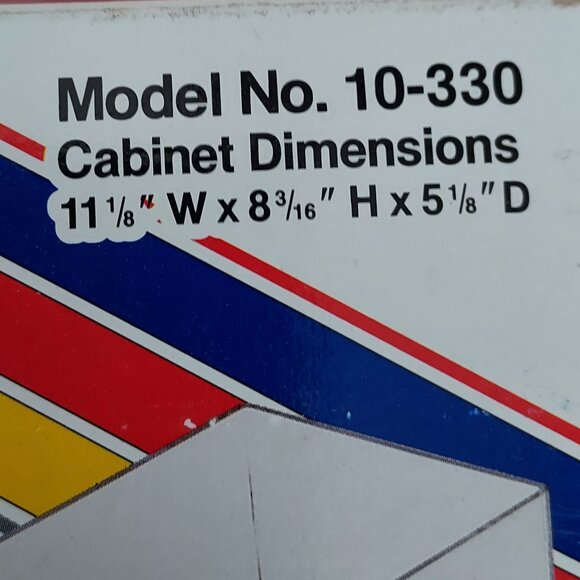 Model No. 10-330
Cabinet Dimensions
11 1/8" W x 8 3/16" H x 5 1/8" D